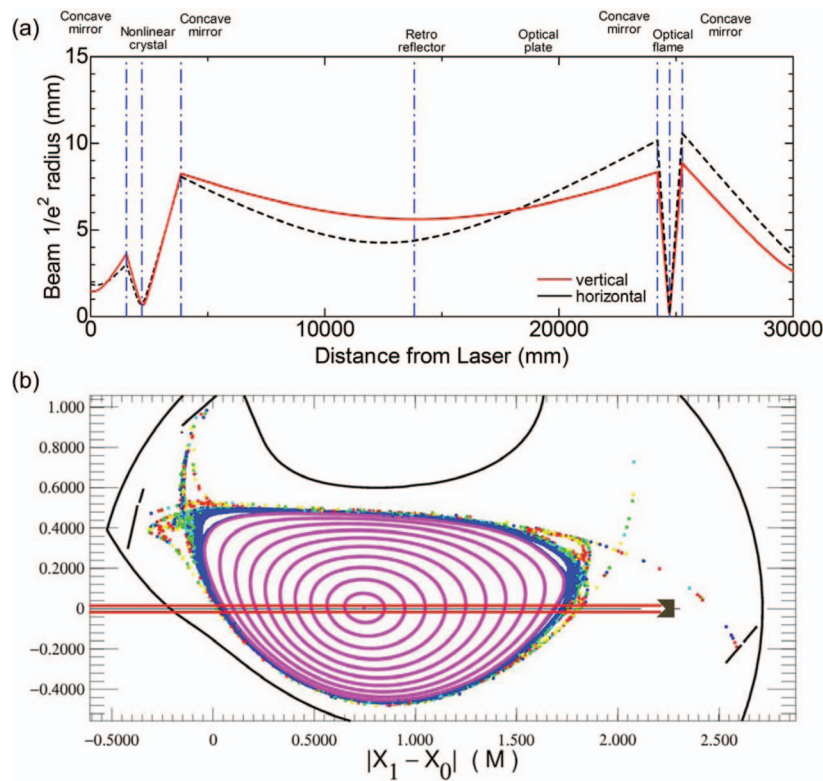 (a)
Concave mirror
Nonlinear crystal
Concave mirror
Retro reflector
Optical plate
Concave mirror
Optical flame
Concave mirror
15
10
5
0
Beam 1/e² radius (mm)
vertical
horizontal
0
10000
20000
30000
Distance from Laser (mm)
(b)
1.000
0.8000
0.6000
0.4000
0.2000
0
-0.2000
-0.4000
-0.5000
0
0.5000
1.000
1.500
2.000
2.500
|X₁ − X₀| (M)